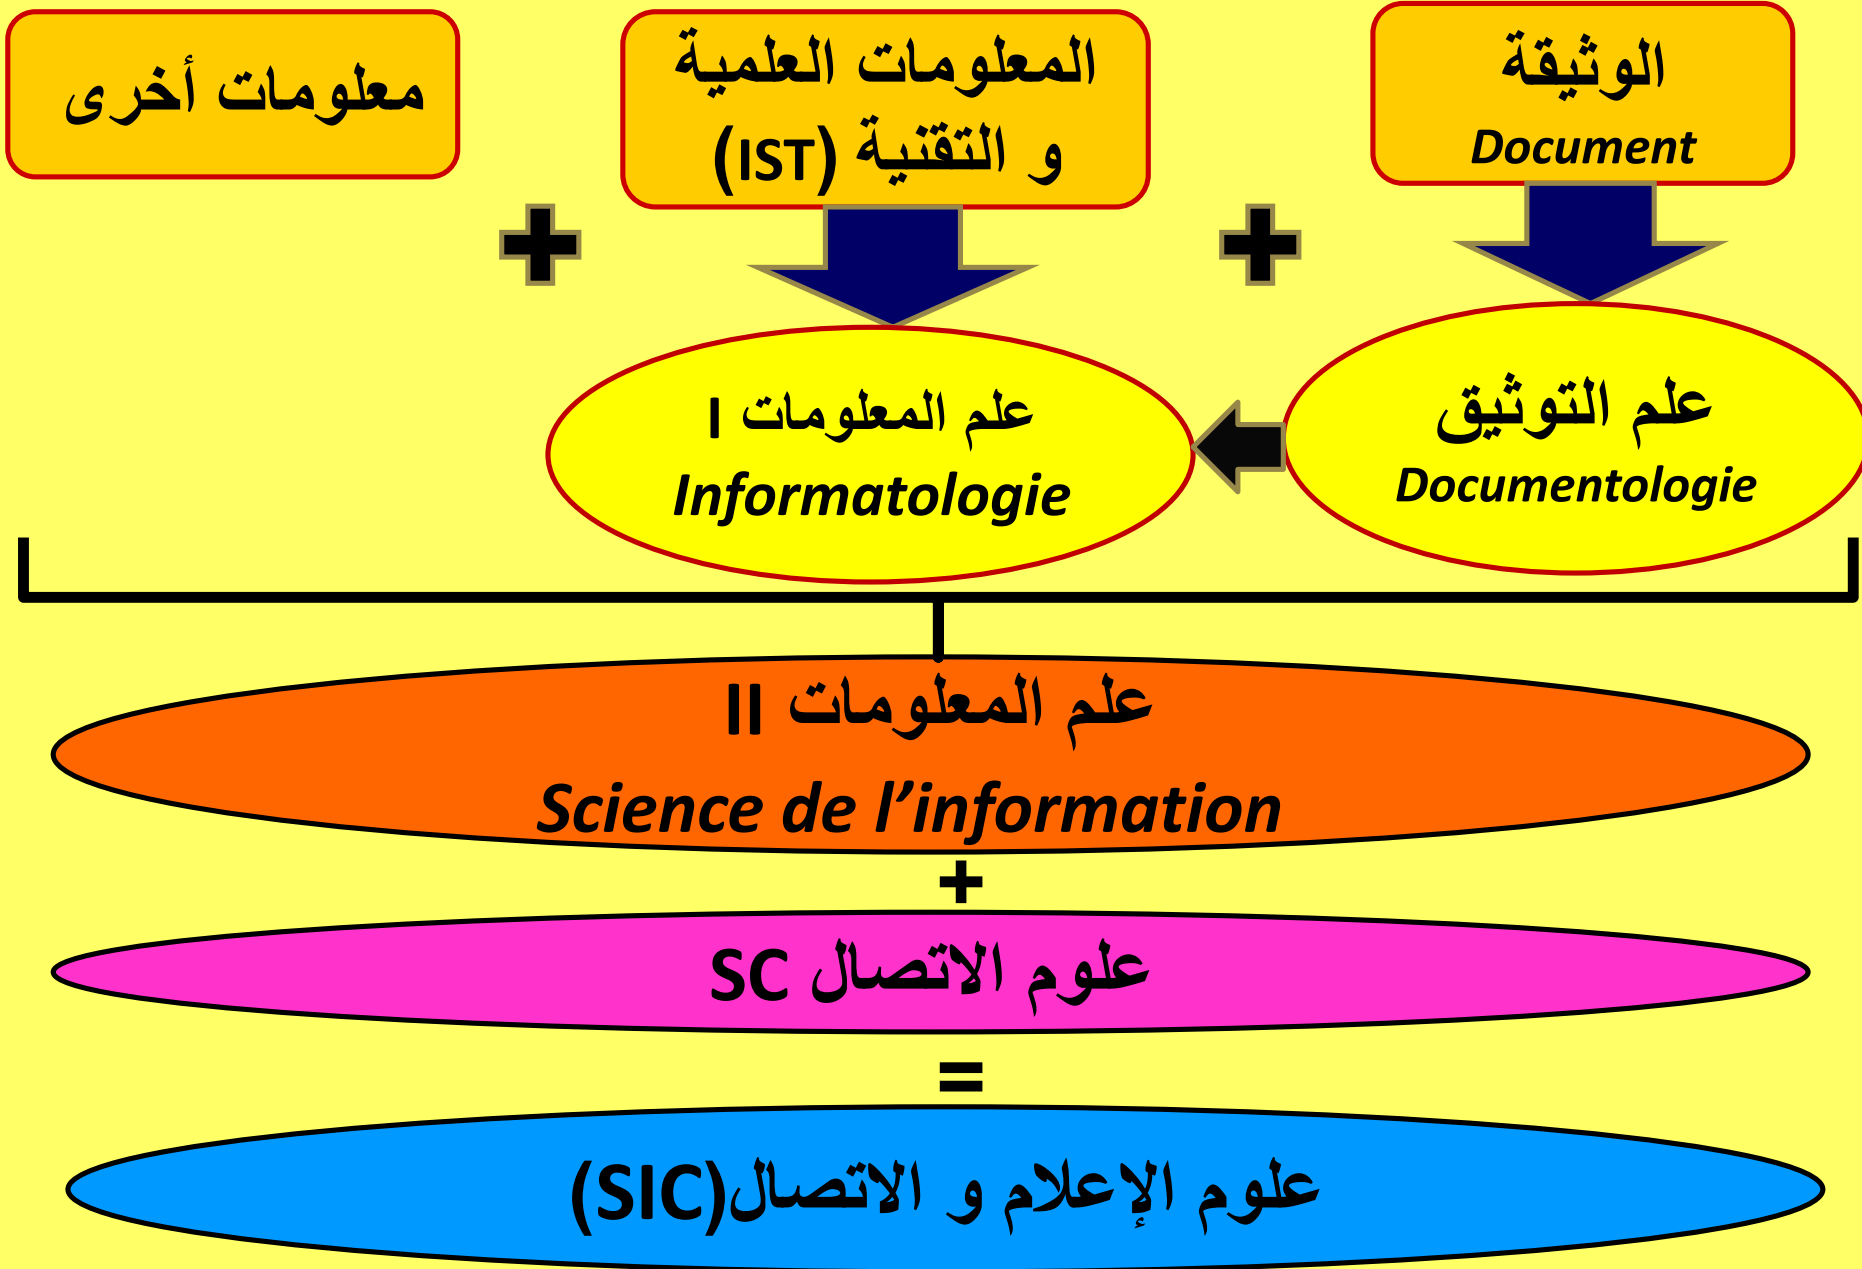 الوثيقة
Document
المعلومات العلمية
و التقنية (IST)
معلومات أخرى
+
+
علم التوثيق
Documentologie
علم المعلومات I
Informatologie
علم المعلومات II
Science de l’information
+
علوم الاتصال SC
=
علوم الإعلام و الاتصال(SIC)